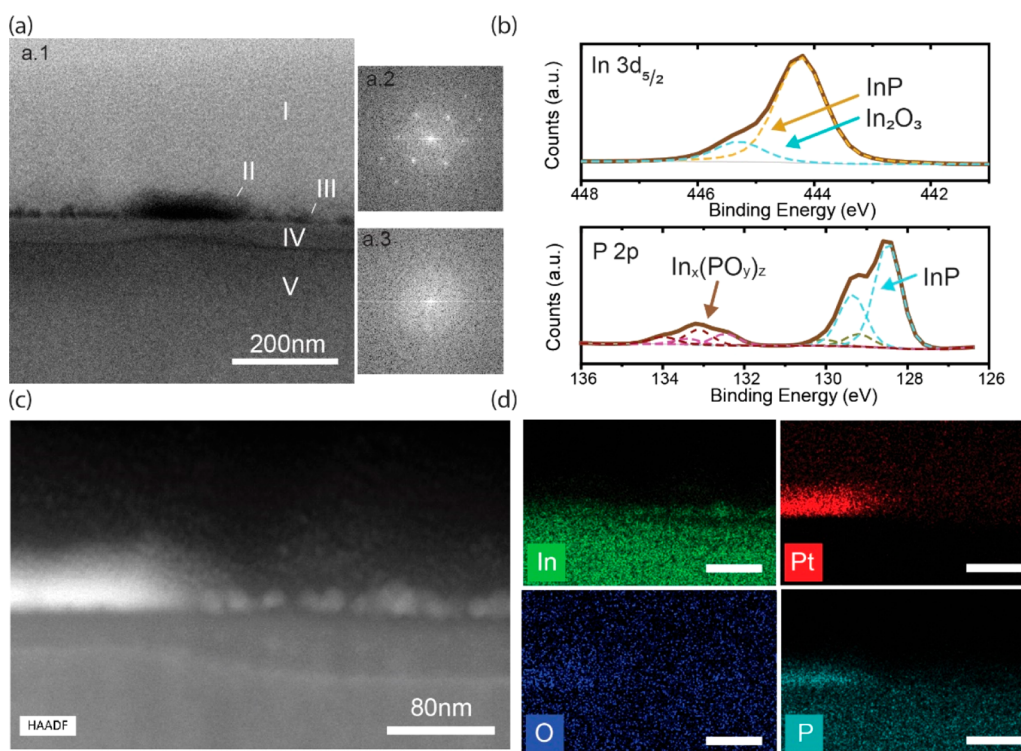 (a)
a.1
I
II
III
IV
V
200nm
a.2
a.3
(b)
In 3d5/2
InP
In₂O₃
Counts (a.u.)
448 446 444 442
Binding Energy (eV)
P 2p
Inₓ(POᵧ)z
InP
Counts (a.u.)
136 134 132 130 128 126
Binding Energy (eV)
(c)
HAADF
80nm
(d)
In
Pt
O
P